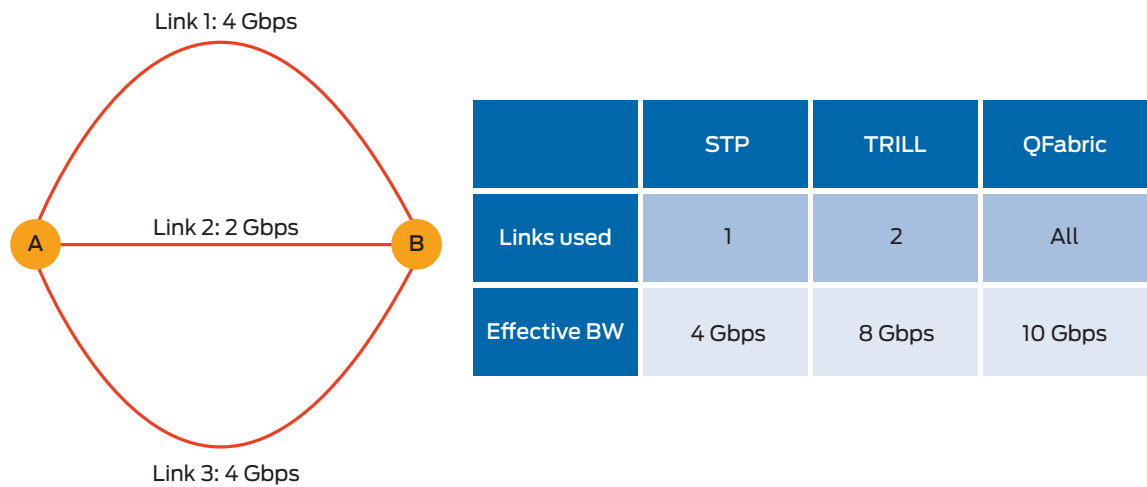 Link 1: 4 Gbps
A
Link 2: 2 Gbps
B
Link 3: 4 Gbps
STP TRILL QFabric
Links used 1 2 All
Effective BW 4 Gbps 8 Gbps 10 Gbps